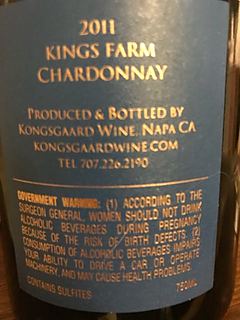 2011
KINGS FARM
CHARDONNAY
PRODUCED & BOTTLED BY
KONGSGAARD WINE, NAPA CA
KONGSGAARDWINE.COM
TEL 707.226.2190
GOVERNMENT WARNING: (1) ACCORDING TO THE
SURGEON GENERAL, WOMEN SHOULD NOT DRINK
ALCOHOLIC BEVERAGES DURING PREGNANCY
BECAUSE OF THE RISK OF BIRTH DEFECTS. (2)
CONSUMPTION OF ALCOHOLIC BEVERAGES IMPAIRS
YOUR ABILITY TO DRIVE A CAR OR OPERATE
MACHINERY, AND MAY CAUSE HEALTH PROBLEMS.
CONTAINS SULFITES 750ML